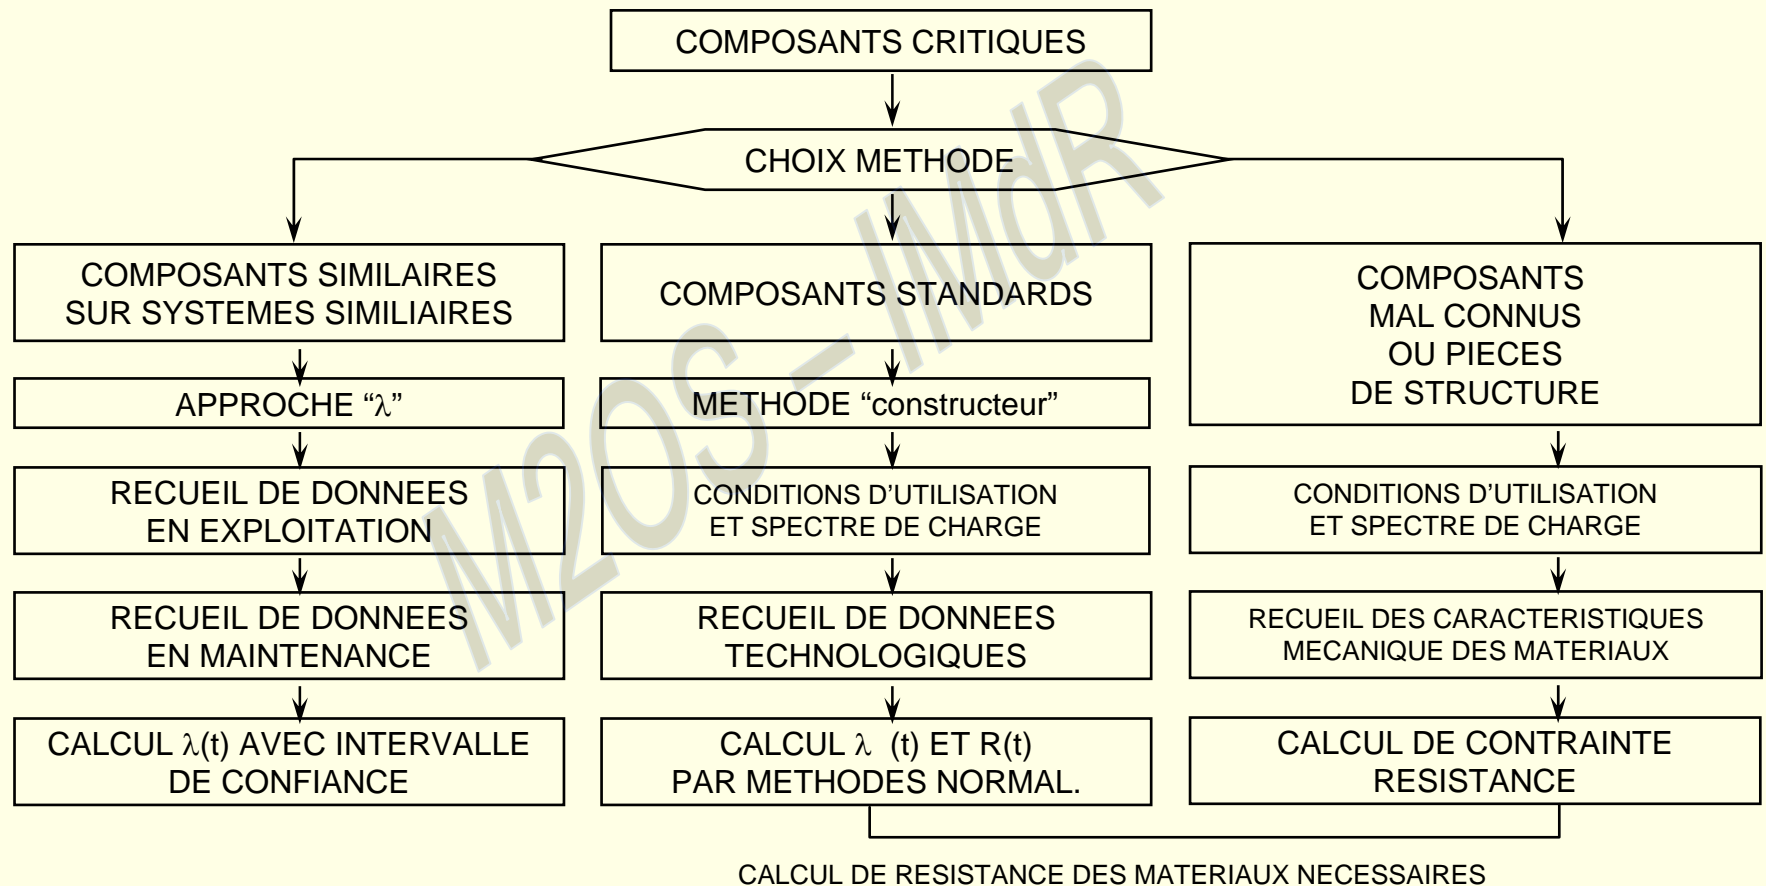 COMPOSANTS CRITIQUES
CHOIX METHODE
COMPOSANTS SIMILAIRES
SUR SYSTEMES SIMILIAIRES
APPROCHE “λ”
RECUEIL DE DONNEES
EN EXPLOITATION
RECUEIL DE DONNEES
EN MAINTENANCE
CALCUL λ(t) AVEC INTERVALLE
DE CONFIANCE
COMPOSANTS STANDARDS
METHODE “constructeur”
CONDITIONS D’UTILISATION
ET SPECTRE DE CHARGE
RECUEIL DE DONNEES
TECHNOLOGIQUES
CALCUL λ (t) ET R(t)
PAR METHODES NORMAL.
COMPOSANTS
MAL CONNUS
OU PIECES
DE STRUCTURE
CONDITIONS D’UTILISATION
ET SPECTRE DE CHARGE
RECUEIL DES CARACTERISTIQUES
MECANIQUE DES MATERIAUX
CALCUL DE CONTRAINTE
RESISTANCE
CALCUL DE RESISTANCE DES MATERIAUX NECESSAIRES
M2OS – IMdR